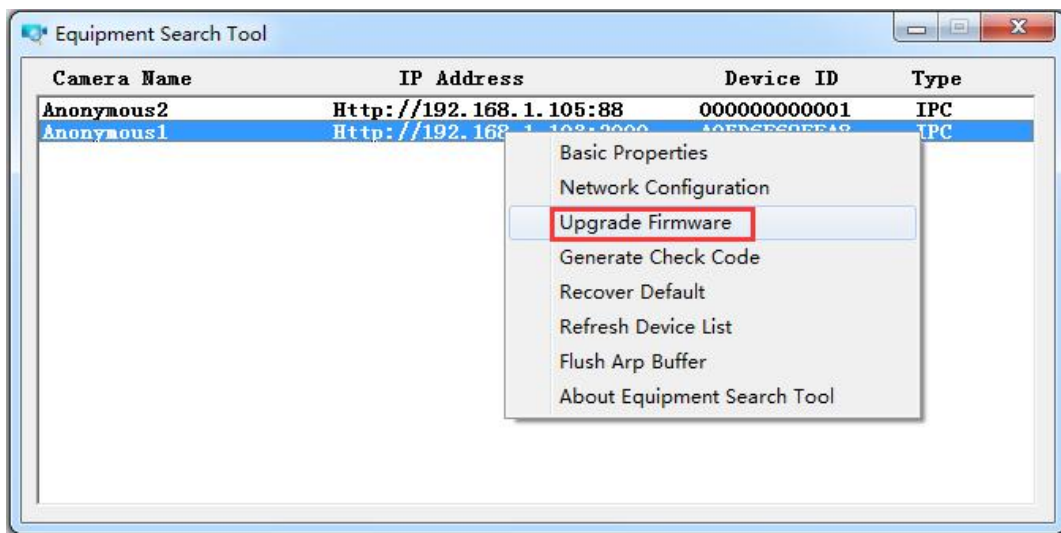 Equipment Search Tool
Camera Name IP Address Device ID Type
Anonymous2 Http://192.168.1.105:88 000000000001 IPC
Anonymous1 IPC
Basic Properties
Network Configuration
Upgrade Firmware
Generate Check Code
Recover Default
Refresh Device List
Flush Arp Buffer
About Equipment Search Tool